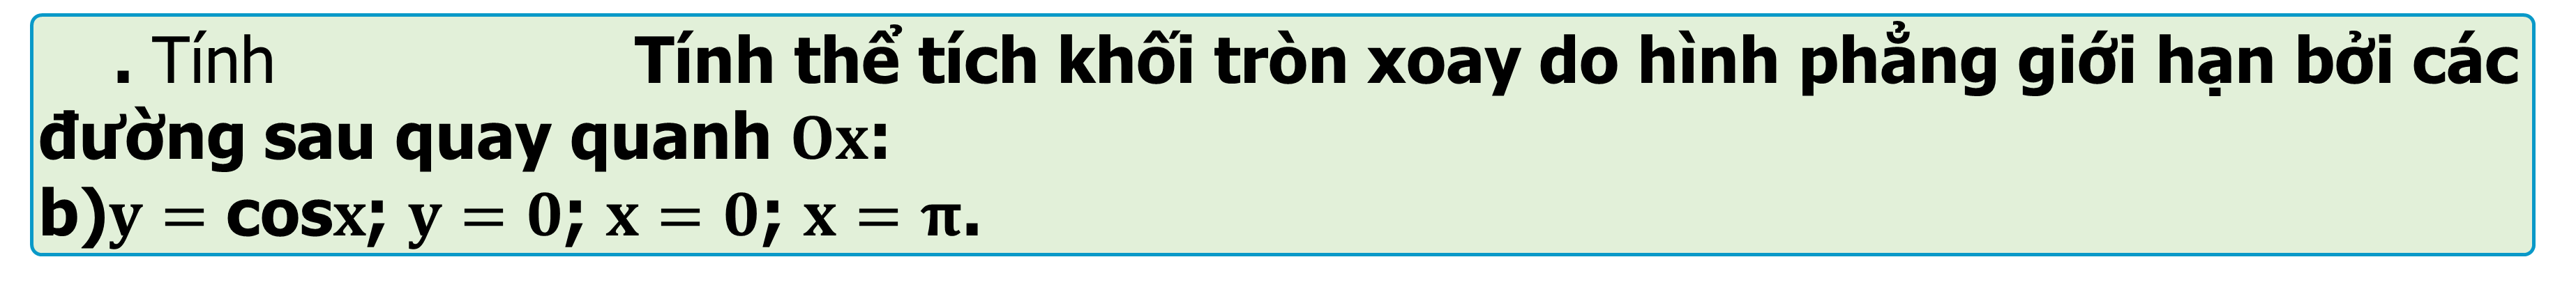 . Tính Tính thể tích khối tròn xoay do hình phẳng giới hạn bởi các
đường sau quay quanh Ox:
b)y = cosx; y = 0; x = 0; x = π.